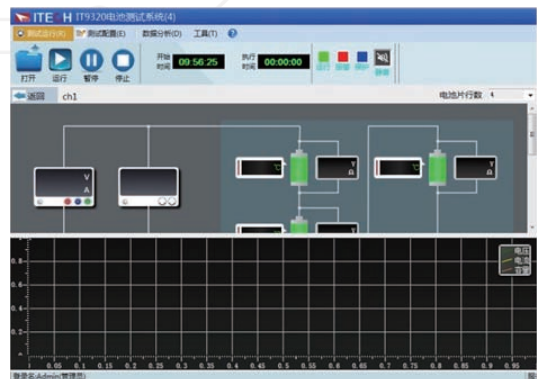 ITECH IT9320电池测试系统(4)
测试运行(R) 测试配置(E) 数据分析(D) 工具(T)
打开 运行 暂停 停止
开始时间 09:56:25 执行时间 00:00:00
运行 报警 保护 静音
返回 ch1 电池片行数 4
V
A
℃ V Ω ℃ V Ω
电压
电流
容量
0.8
0.6
0.4
0.2
0.05 0.1 0.15 0.2 0.25 0.3 0.35 0.4 0.45 0.5 0.55 0.6 0.65 0.7 0.75 0.8 0.85 0.9 0.95
登录名:Admin(管理员)